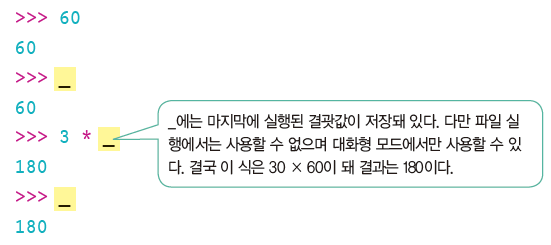 >>> 60
60
>>> _
60
>>> 3 * _
180
>>> _
180
_에는 마지막에 실행된 결괏값이 저장돼 있다. 다만 파일 실
행에서는 사용할 수 없으며 대화형 모드에서만 사용할 수 있
다. 결국 이 식은 30 × 60이 돼 결과는 180이다.